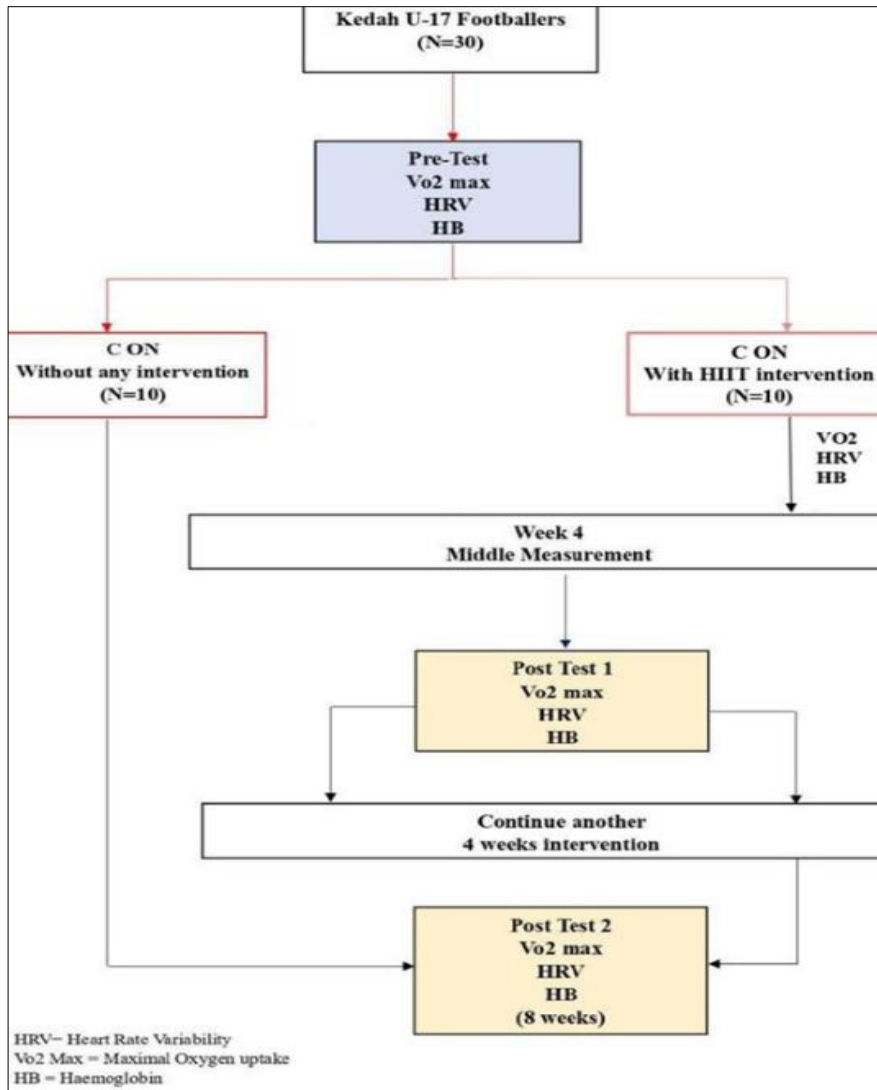 Kedah U-17 Footballers
(N=30)
Pre-Test
Vo2 max
HRV
HB
C ON
Without any intervention
(N=10)
C ON
With HIIT intervention
(N=10)
VO2
HRV
HB
Week 4
Middle Measurement
Post Test 1
Vo2 max
HRV
HB
Continue another
4 weeks intervention
Post Test 2
Vo2 max
HRV
HB
(8 weeks)
HRV= Heart Rate Variability
Vo2 Max = Maximal Oxygen uptake
HB = Haemoglobin